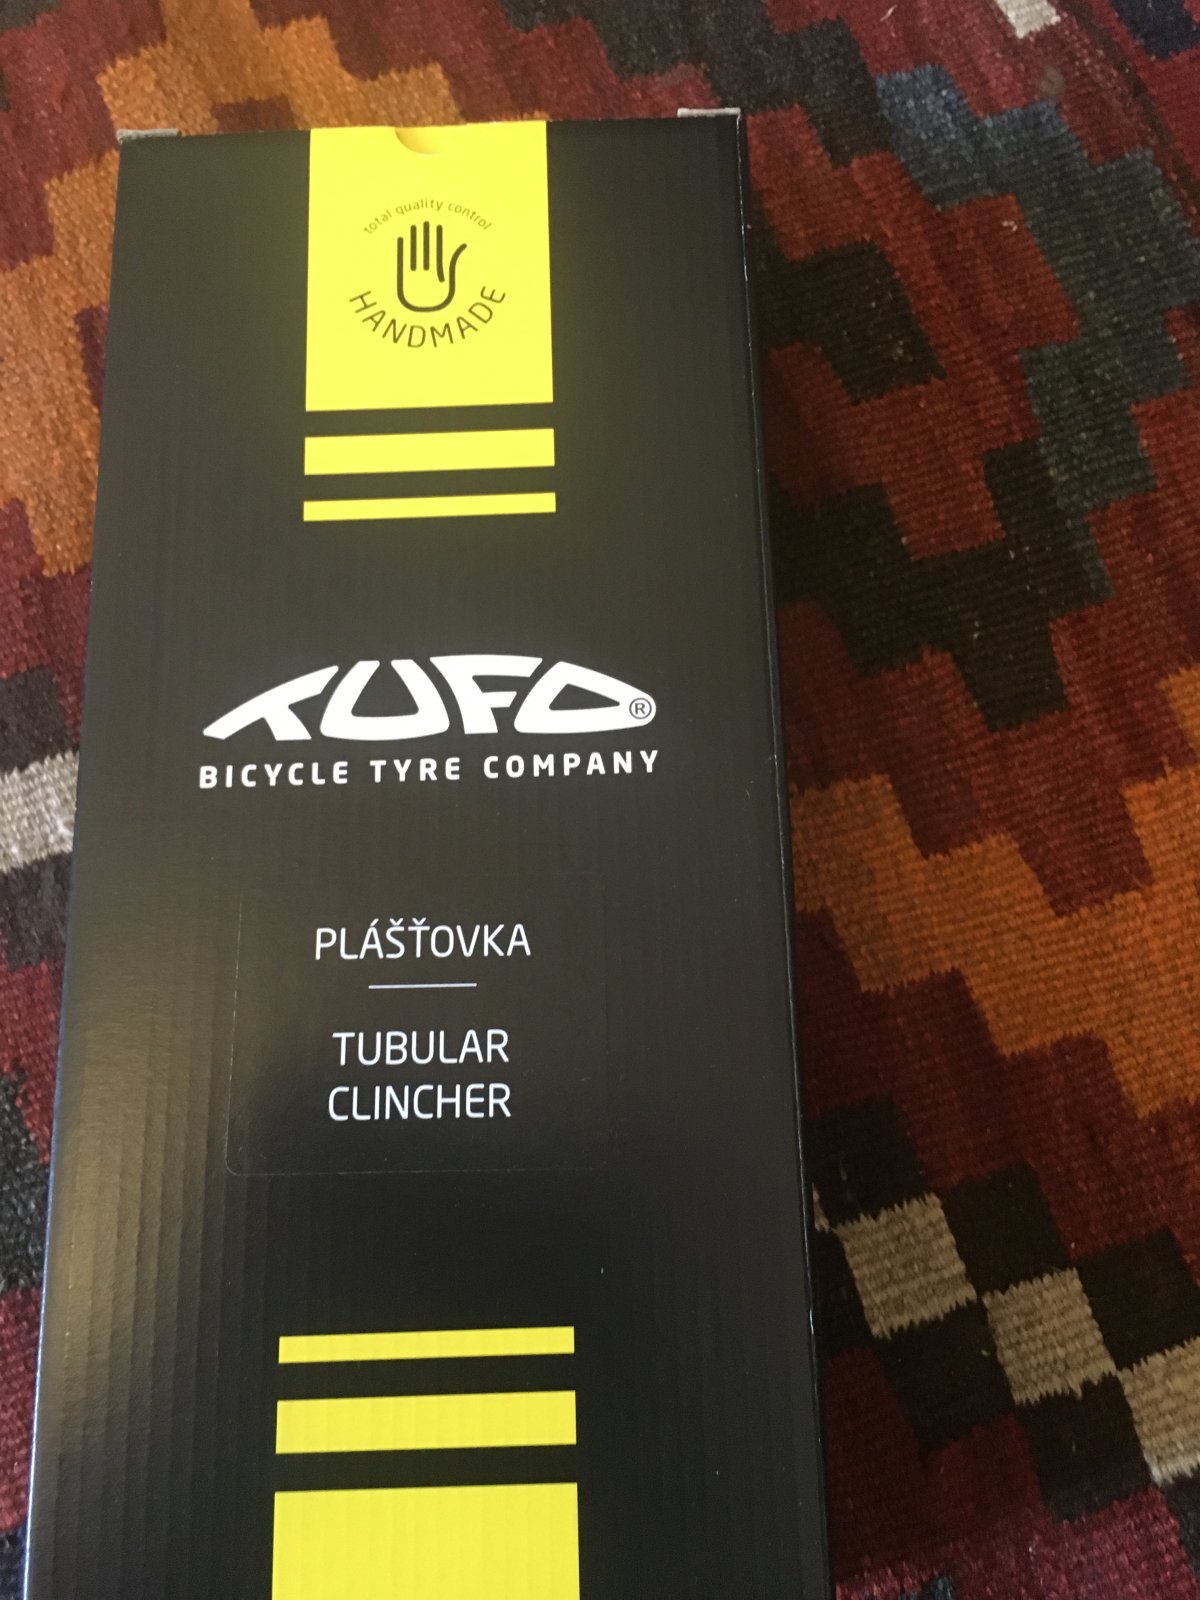 total quality control
HANDMADE
TUFO®
BICYCLE TYRE COMPANY
PLÁŠŤOVKA
TUBULAR
CLINCHER